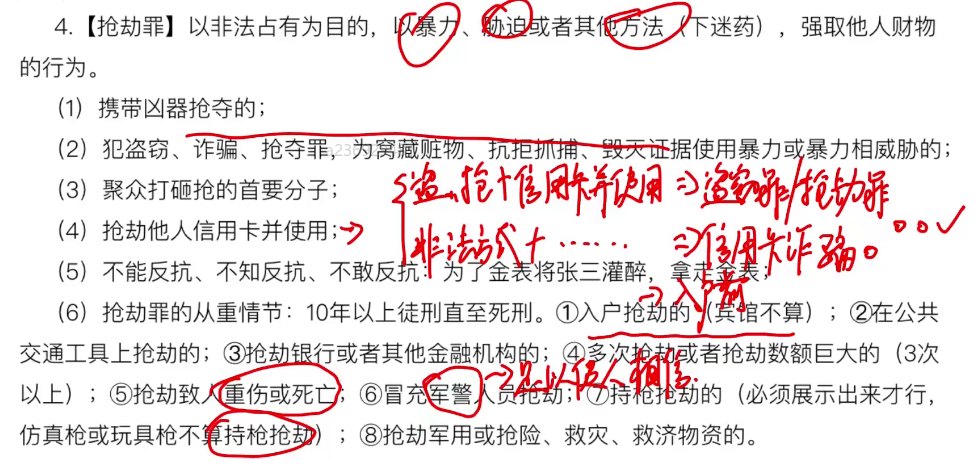 4.【抢劫罪】以非法占有为目的，以暴力、胁迫或者其他方法（下迷药），强取他人财物
的行为。
（1）携带凶器抢夺的；
（2）犯盗窃、诈骗、抢夺罪，为窝藏赃物、抗拒抓捕、毁灭证据使用暴力或暴力相威胁的；
（3）聚众打砸抢的首要分子；
盗、抢+信用卡并使用⇒盗窃罪/抢劫罪
（4）抢劫他人信用卡并使用；→
非法方式+……⇒信用卡诈骗。
（5）不能反抗、不知反抗、不敢反抗：为了金表将张三灌醉，拿走金表；
→入户前
（6）抢劫罪的从重情节：10年以上徒刑直至死刑。①入户抢劫的（宾馆不算）；②在公共
交通工具上抢劫的；③抢劫银行或者其他金融机构的；④多次抢劫或者抢劫数额巨大的（3次
以上）；⑤抢劫致人重伤或死亡；⑥冒充军警人员抢劫；⑦持枪抢劫的（必须展示出来才行，
→足以使人相信.
仿真枪或玩具枪不算持枪抢劫）；⑧抢劫军用或抢险、救灾、救济物资的。